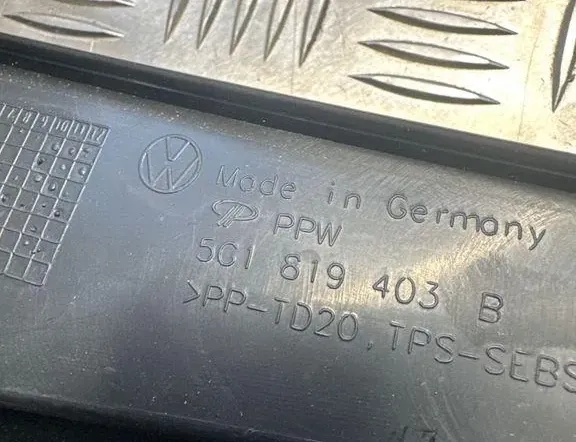 Made in Germany
PPW
5G1 819 403 B
>PP-TD20, TPS-SEBS